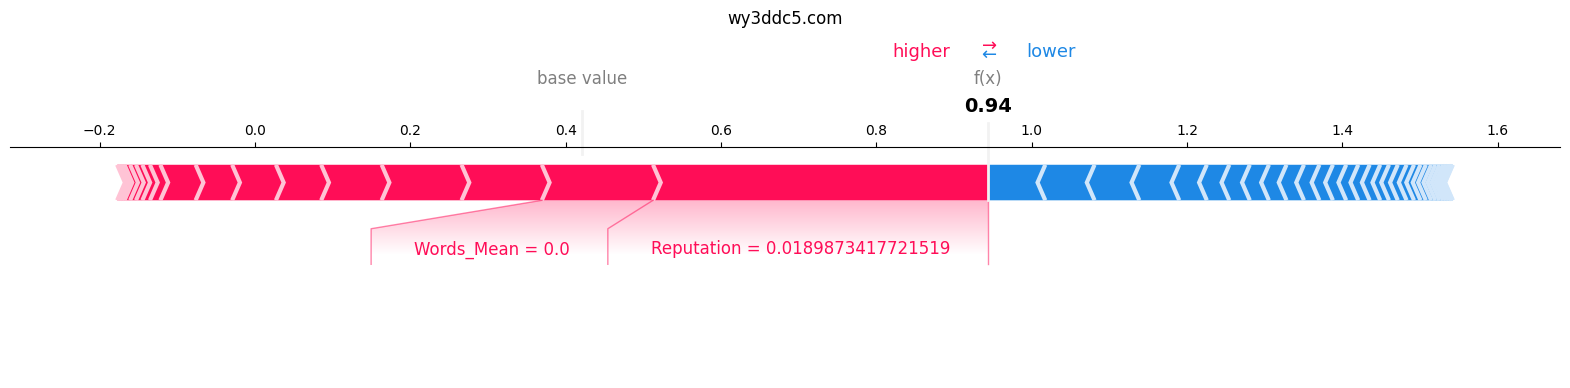 wy3ddc5.com
higher ⇄ lower
base value f(x)
0.94
−0.2 0.0 0.2 0.4 0.6 0.8 1.0 1.2 1.4 1.6
Words_Mean = 0.0 Reputation = 0.0189873417721519